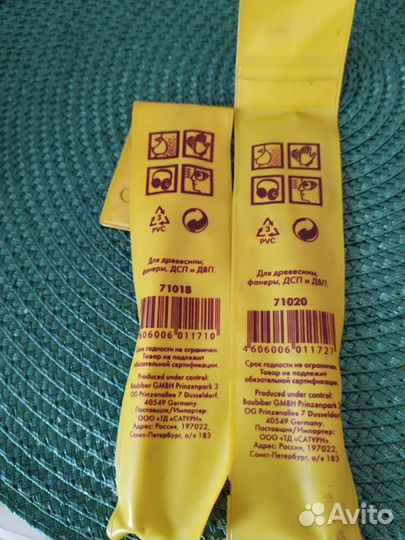 3
PVC
Для древесины,
фанеры, ДСП и ДВП.
71018
606006 011710
Срок годности не ограничен.
Товар не подлежит
обязательной сертификации.
Produced under control:
Baubiber GMBH Prinzenpark 3
OG Prinzenallee 7 Dusseldorf,
40549 Germany.
Поставщик/Импортер
ООО «ТД «САТУРН».
Адрес: Россия, 197022,
Санкт-Петербург, а/я 183
3
PVC
Для древесины,
фанеры, ДСП и ДВП.
71020
4 606006 011727
Срок годности не ограничен.
Товар не подлежит
обязательной сертификации.
Produced under control:
Baubiber GMBH Prinzenpark 3
OG Prinzenallee 7 Dusseldorf,
40549 Germany.
Поставщик/Импортер:
ООО «ТД «САТУРН».
Адрес: Россия, 197022,
Санкт-Петербург, а/я 183
Avito